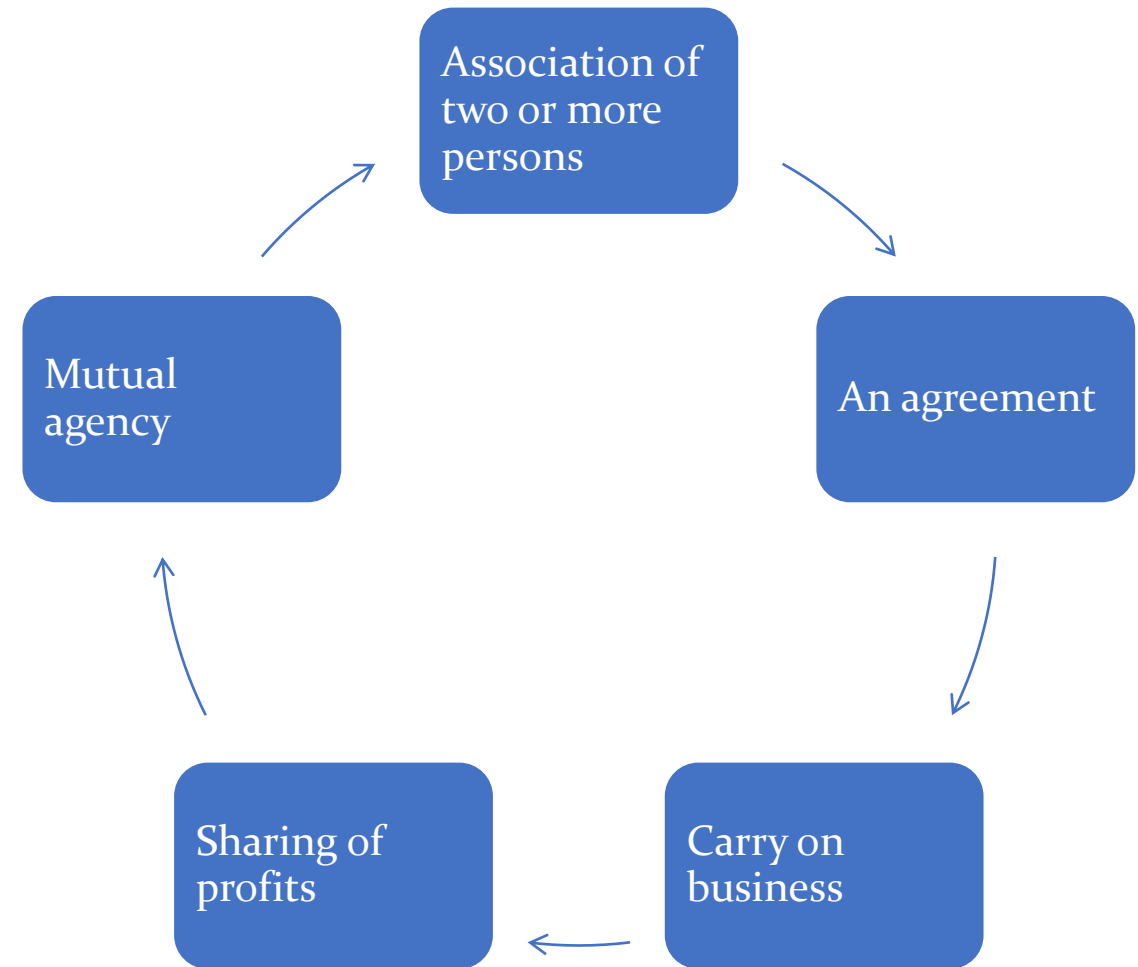 Association of
two or more
persons
An agreement
Carry on
business
Sharing of
profits
Mutual
agency